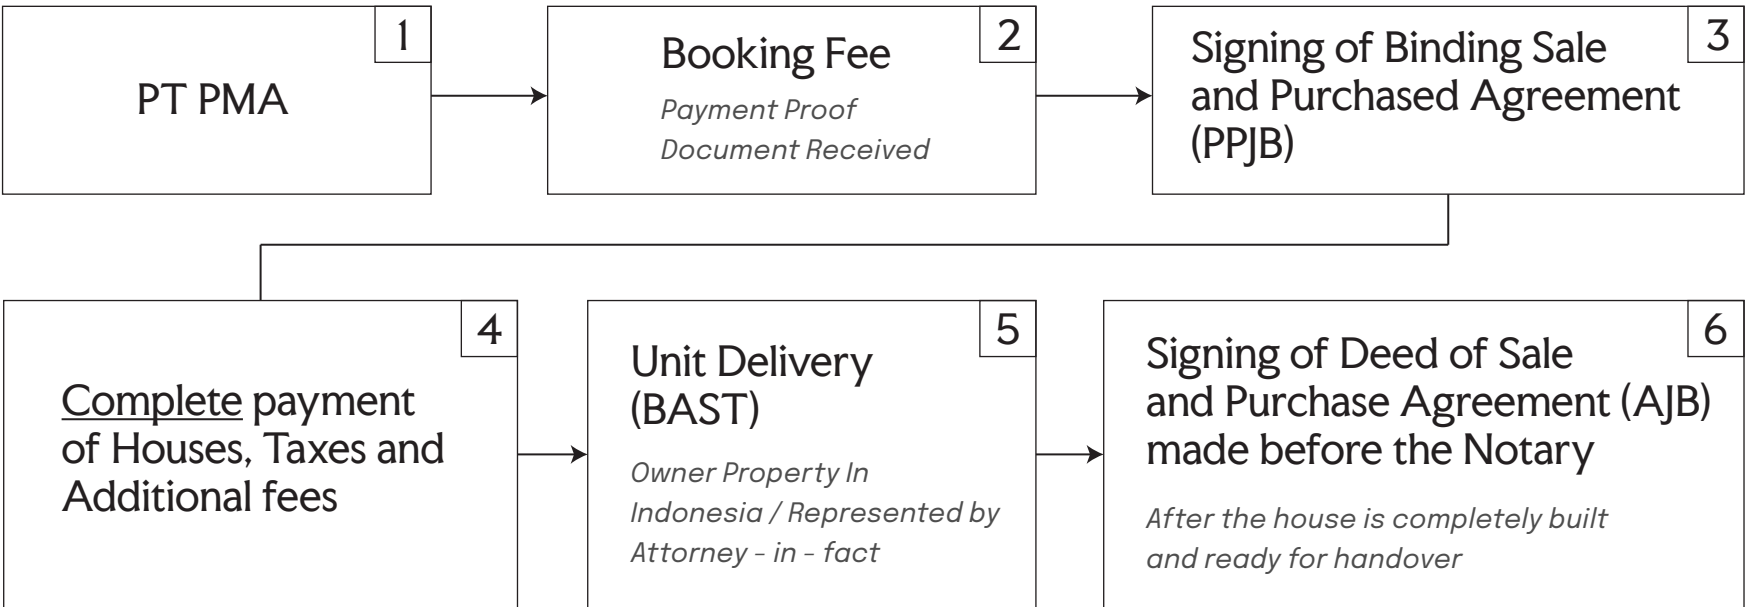 1
PT PMA
2
Booking Fee
Payment Proof
Document Received
3
Signing of Binding Sale
and Purchased Agreement
(PPJB)
4
Complete payment
of Houses, Taxes and
Additional fees
5
Unit Delivery
(BAST)
Owner Property In
Indonesia / Represented by
Attorney - in - fact
6
Signing of Deed of Sale
and Purchase Agreement (AJB)
made before the Notary
After the house is completely built
and ready for handover